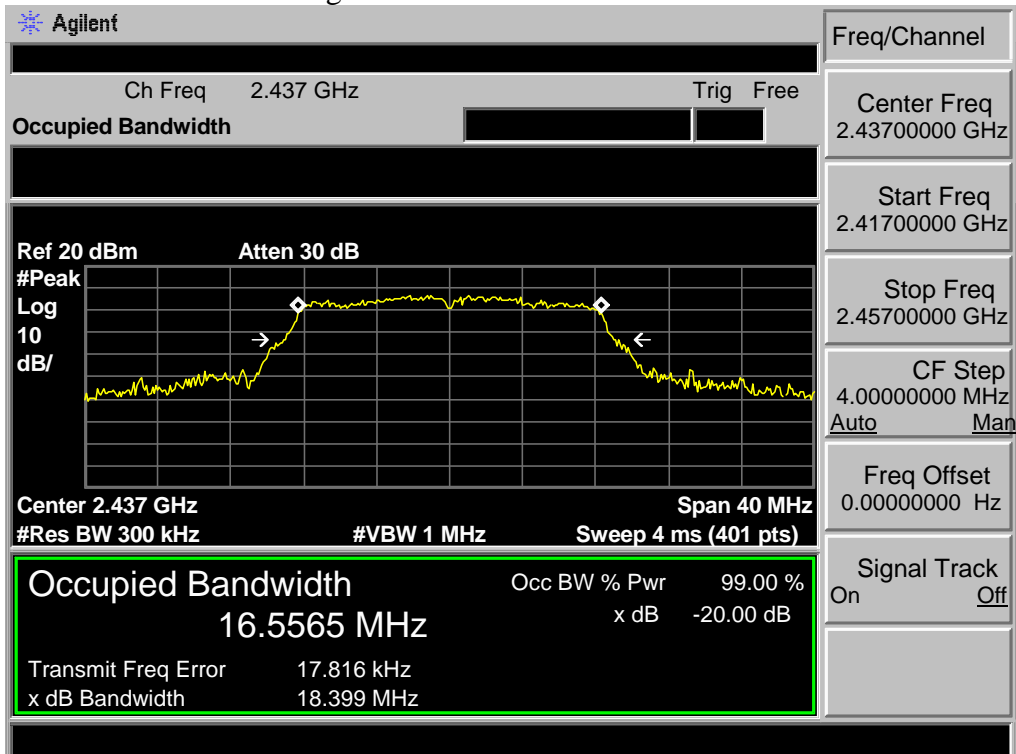 Agilent
Freq/Channel
Ch Freq 2.437 GHz Trig Free
Occupied Bandwidth
Center Freq
2.43700000 GHz
Start Freq
2.41700000 GHz
Ref 20 dBm Atten 30 dB
#Peak
Log
10
dB/
Stop Freq
2.45700000 GHz
CF Step
4.00000000 MHz
Auto Man
Freq Offset
0.00000000 Hz
Center 2.437 GHz Span 40 MHz
#Res BW 300 kHz #VBW 1 MHz Sweep 4 ms (401 pts)
Signal Track
On Off
Occupied Bandwidth Occ BW % Pwr 99.00 %
16.5565 MHz x dB -20.00 dB
Transmit Freq Error 17.816 kHz
x dB Bandwidth 18.399 MHz